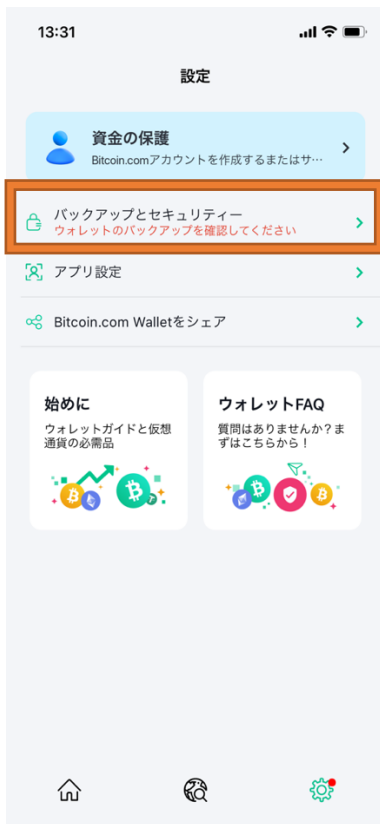 13:31
設定
資金の保護
Bitcoin.comアカウントを作成するまたはサ…
バックアップとセキュリティー
ウォレットのバックアップを確認してください
アプリ設定
Bitcoin.com Walletをシェア
始めに
ウォレットガイドと仮想
通貨の必需品
ウォレットFAQ
質問はありませんか？ま
ずはこちらから！